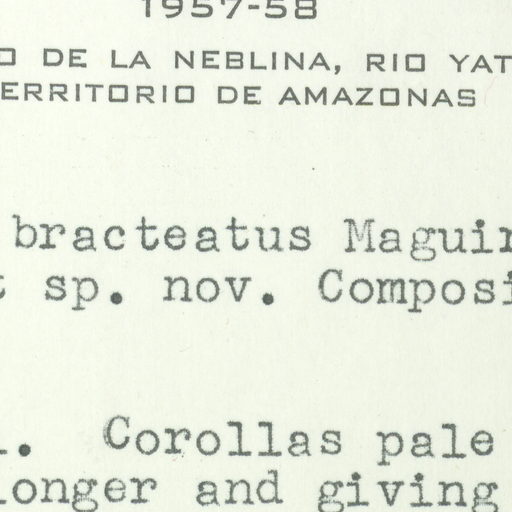 1957-58
O DE LA NEBLINA, RIO YAT
ERRITORIO DE AMAZONAS
bracteatus Maguir
t sp. nov. Composi
l. Corollas pale
longer and giving